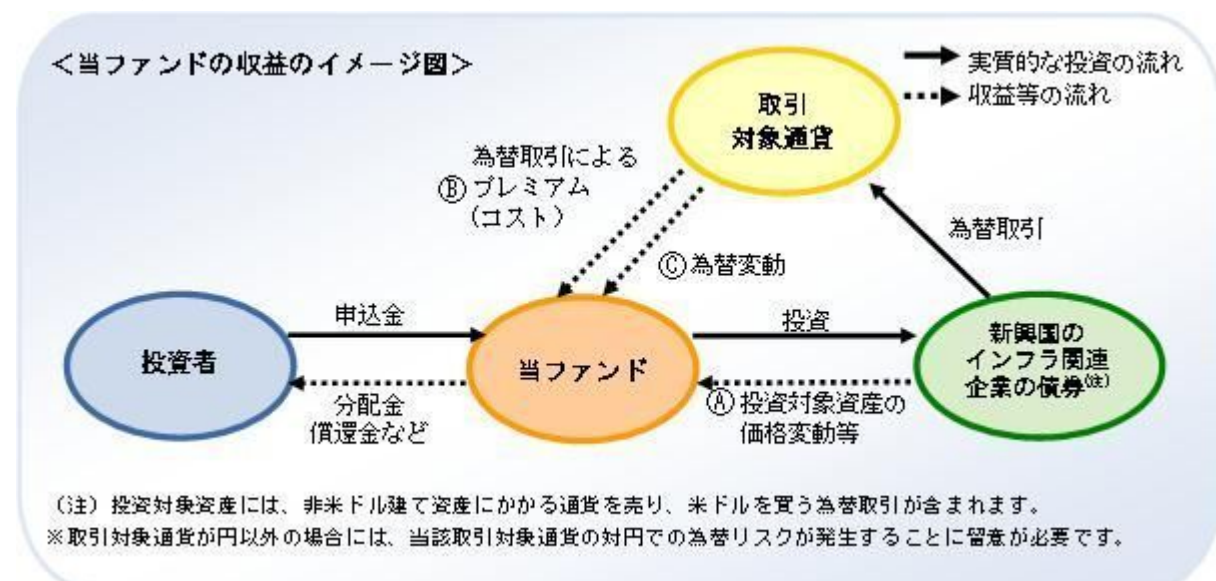 ＜当ファンドの収益のイメージ図＞
実質的な投資の流れ
収益等の流れ
取引
対象通貨
為替取引による
Ⓑプレミアム
（コスト）
Ⓒ為替変動
為替取引
投資者
申込金
分配金
償還金など
当ファンド
投資
Ⓐ投資対象資産の
価格変動等
新興国の
インフラ関連
企業の債券(注)
（注）投資対象資産には、非米ドル建て資産にかかる通貨を売り、米ドルを買う為替取引が含まれます。
※取引対象通貨が円以外の場合には、当該取引対象通貨の対円での為替リスクが発生することに留意が必要です。